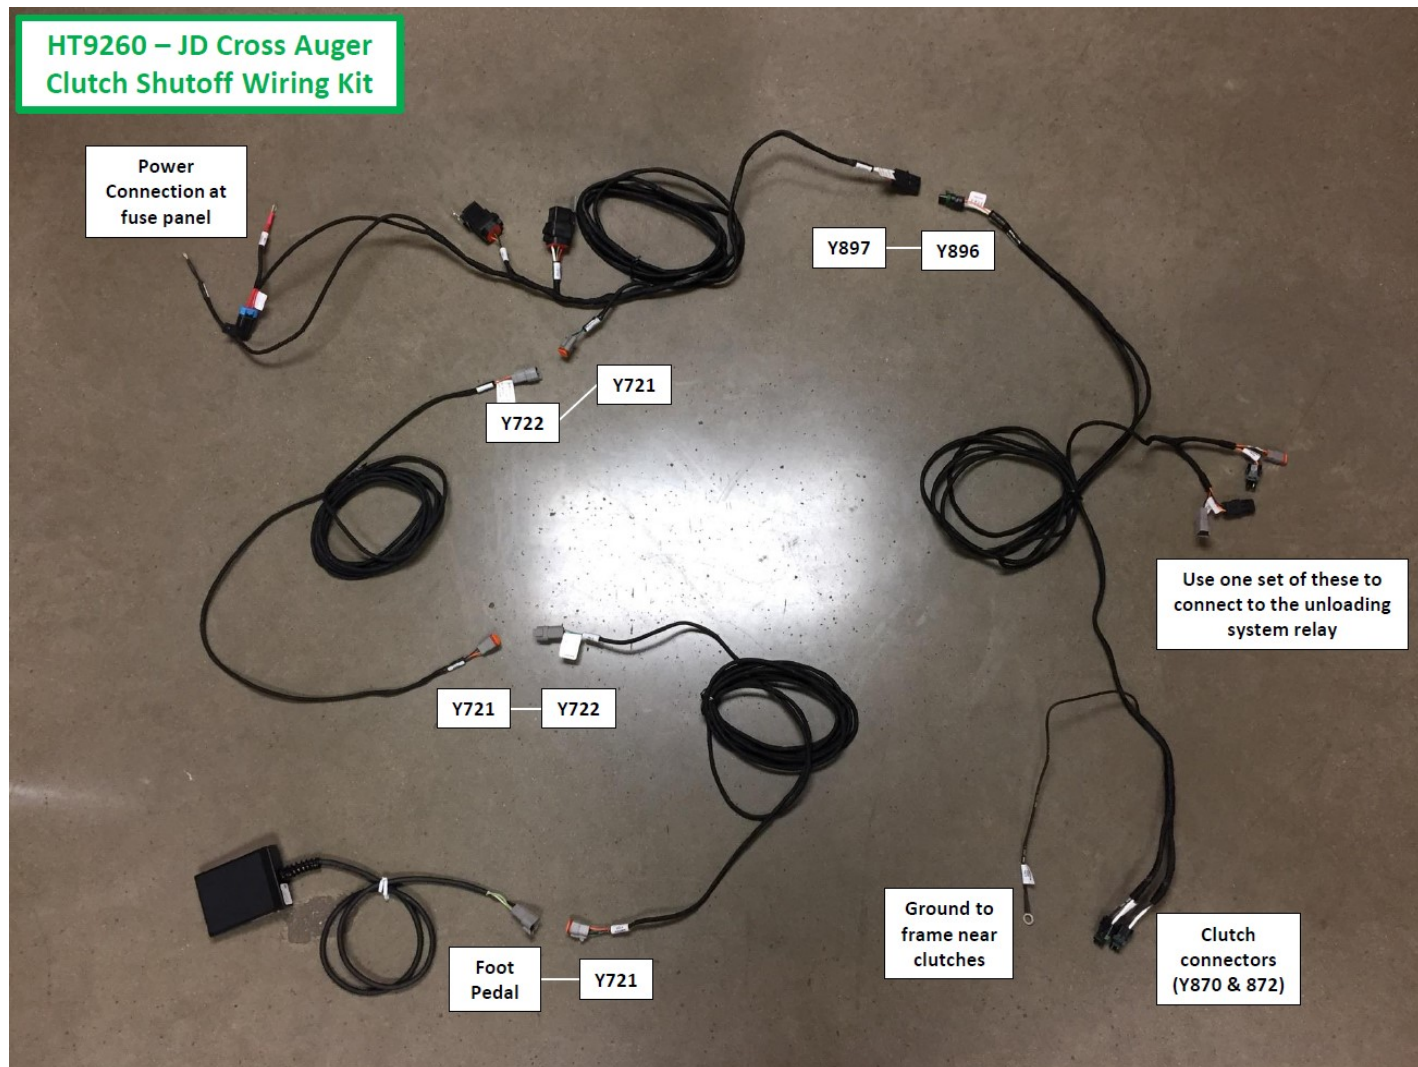 HT9260 – JD Cross Auger
Clutch Shutoff Wiring Kit
Power
Connection at
fuse panel
Y897
Y896
Y721
Y722
Use one set of these to
connect to the unloading
system relay
Y721
Y722
Ground to
frame near
clutches
Clutch
connectors
(Y870 & 872)
Foot
Pedal
Y721